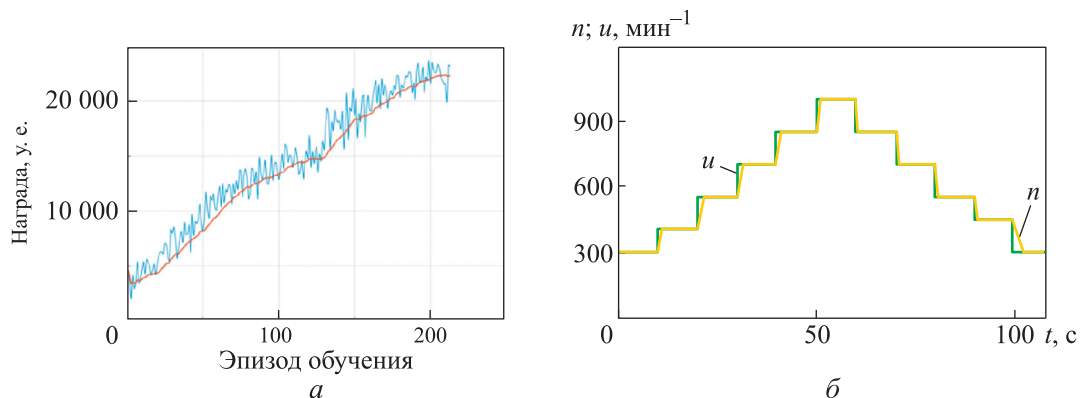 Награда, у. е.
20 000
10 000
0
100
200
Эпизод обучения
а
n; u, мин⁻¹
900
600
300
u
n
0
50
100
t, с
б